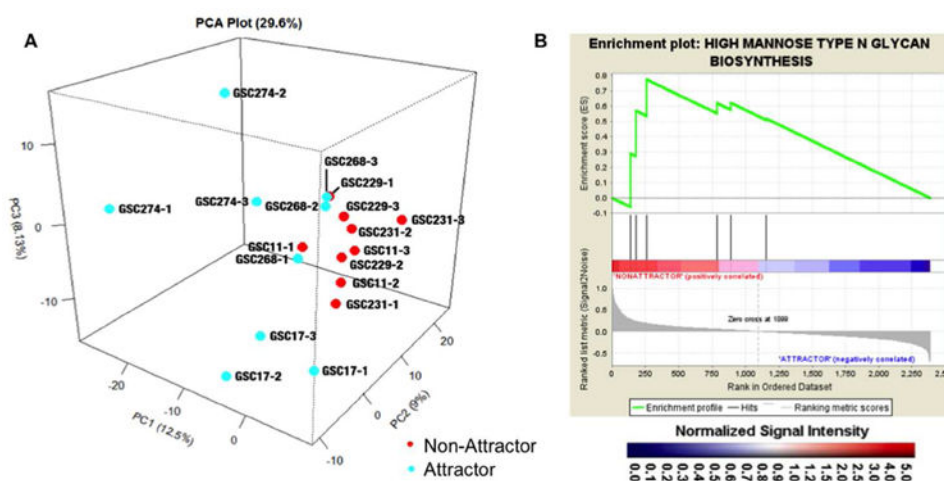 A
PCA Plot (29.6%)
GSC274-2
GSC268-3
GSC229-1
GSC274-1
GSC274-3
GSC268-2
GSC229-3
GSC231-3
GSC231-2
GSC11-1
GSC11-3
GSC268-1
GSC229-2
GSC11-2
GSC231-1
GSC17-3
GSC17-2
GSC17-1
PC3 (8.13%)
10
0
-10
PC1 (12.5%)
-20
-10
0
PC2 (9%)
-10
0
10
20
Non-Attractor
Attractor
B
Enrichment plot: HIGH MANNOSE TYPE N GLYCAN
BIOSYNTHESIS
Enrichment score (ES)
0.8
0.7
0.6
0.5
0.4
0.3
0.2
0.1
0.0
-0.1
'NONATTRACTOR' (positively correlated)
Ranked list metric (Signal2Noise)
1.0
0.5
0.0
-0.5
Zero cross at 1099
'ATTRACTOR' (negatively correlated)
0 250 500 750 1,000 1,250 1,500 1,750 2,000 2,250
Rank in Ordered Dataset
Enrichment profile Hits Ranking metric scores
Normalized Signal Intensity
0.0 0.1 0.2 0.3 0.4 0.5 0.6 0.7 0.8 0.9 1.0 1.2 1.5 2.0 2.5 3.0 4.0 5.0